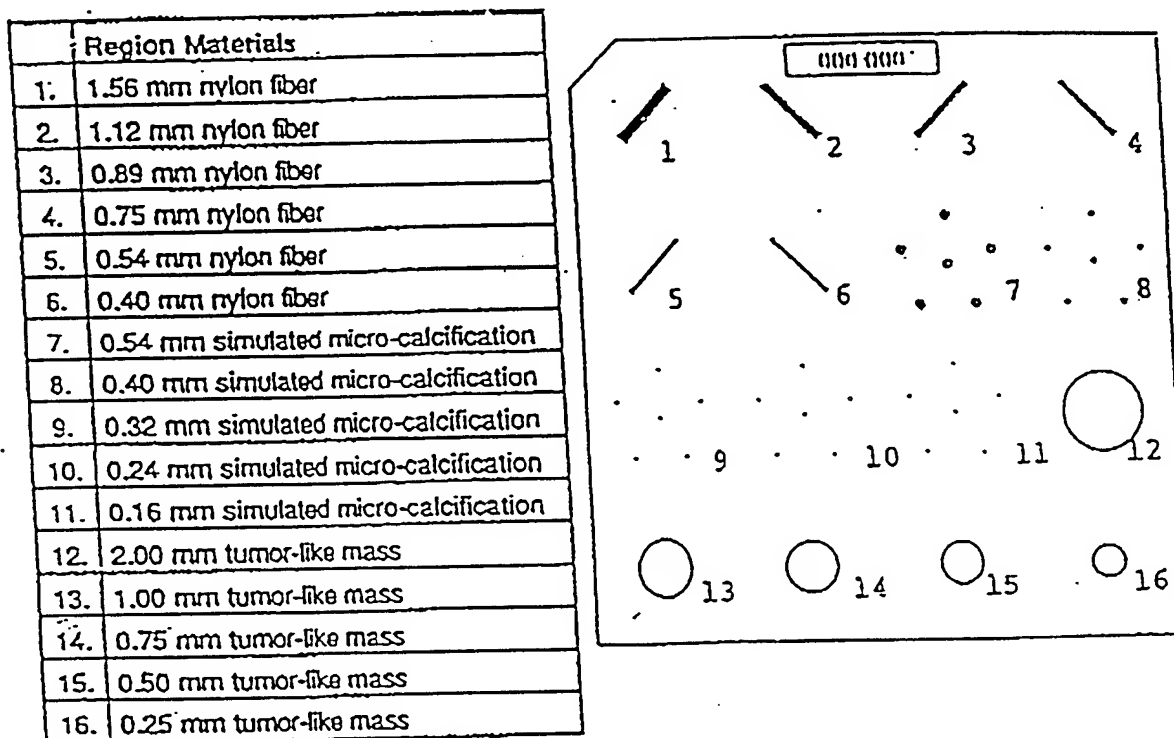 Region Materials
1. 1.56 mm nylon fiber
2. 1.12 mm nylon fiber
3. 0.89 mm nylon fiber
4. 0.75 mm nylon fiber
5. 0.54 mm nylon fiber
6. 0.40 mm nylon fiber
7. 0.54 mm simulated micro-calcification
8. 0.40 mm simulated micro-calcification
9. 0.32 mm simulated micro-calcification
10. 0.24 mm simulated micro-calcification
11. 0.16 mm simulated micro-calcification
12. 2.00 mm tumor-like mass
13. 1.00 mm tumor-like mass
14. 0.75 mm tumor-like mass
15. 0.50 mm tumor-like mass
16. 0.25 mm tumor-like mass
000 000
1 2 3 4
5 6 7 8
9 10 11 12
13 14 15 16